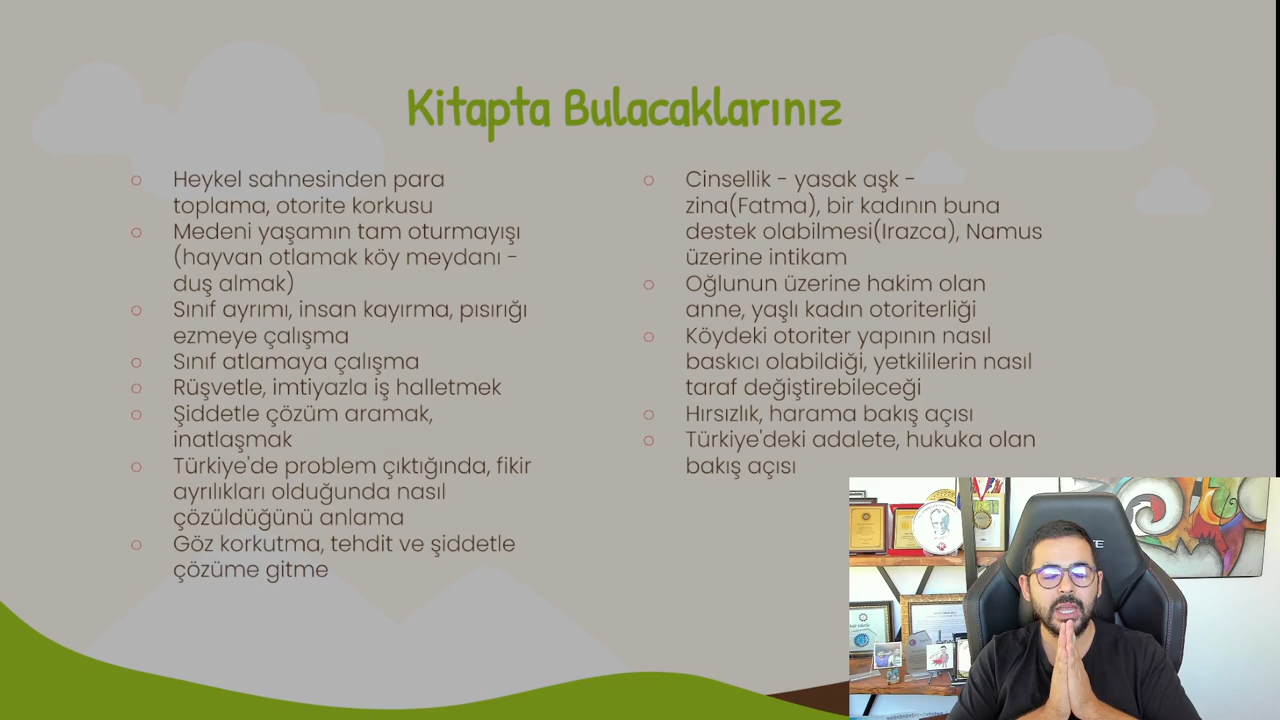 Kitapta Bulacaklarınız
Heykel sahnesinden para
toplama, otorite korkusu
Medeni yaşamın tam oturmayışı
(hayvan otlamak köy meydanı -
duş almak)
Sınıf ayrımı, insan kayırma, pısırığı
ezmeye çalışma
Sınıf atlamaya çalışma
Rüşvetle, imtiyazla iş halletmek
Şiddetle çözüm aramak,
inatlaşmak
Türkiye'de problem çıktığında, fikir
ayrılıkları olduğunda nasıl
çözüldüğünü anlama
Göz korkutma, tehdit ve şiddetle
çözüme gitme
Cinsellik - yasak aşk -
zina(Fatma), bir kadının buna
destek olabilmesi(Irazca), Namus
üzerine intikam
Oğlunun üzerine hakim olan
anne, yaşlı kadın otoriterliği
Köydeki otoriter yapının nasıl
baskıcı olabildiği, yetkililerin nasıl
taraf değiştirebileceği
Hırsızlık, harama bakış açısı
Türkiye'deki adalete, hukuka olan
bakış açısı